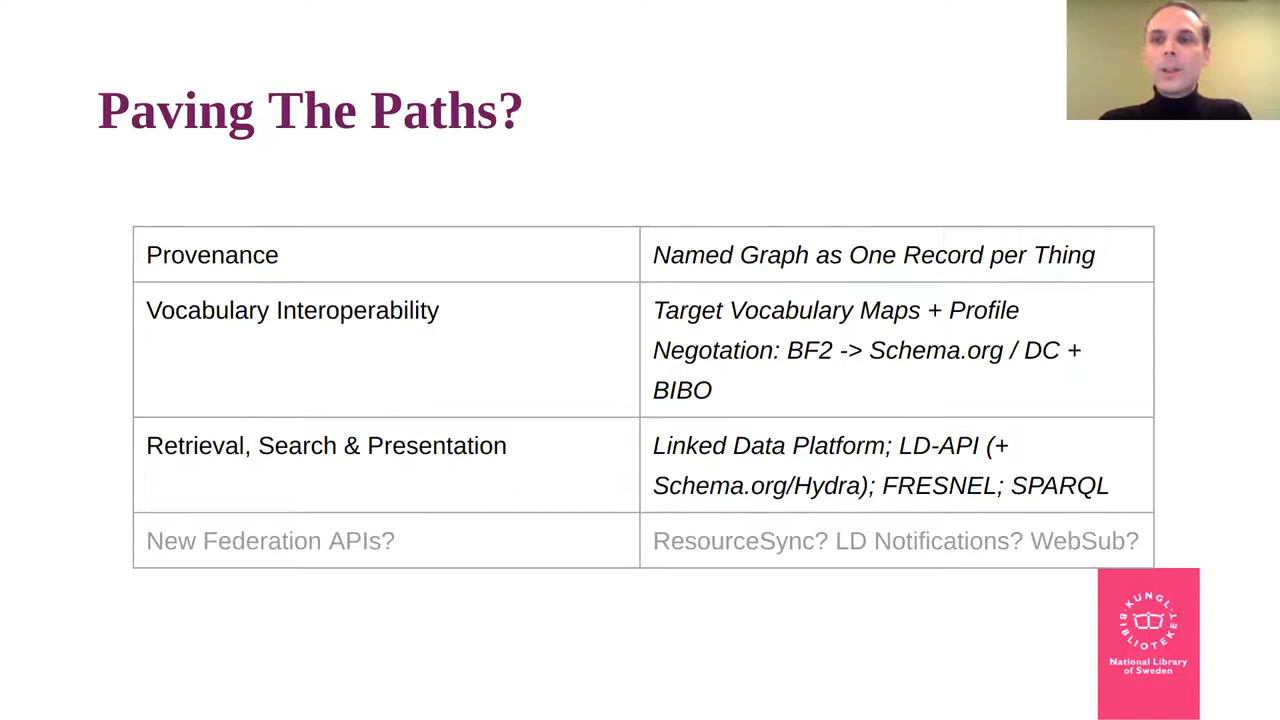 Paving The Paths?
Provenance
Named Graph as One Record per Thing
Vocabulary Interoperability
Target Vocabulary Maps + Profile
Negotation: BF2 -> Schema.org / DC +
BIBO
Retrieval, Search & Presentation
Linked Data Platform; LD-API (+
Schema.org/Hydra); FRESNEL; SPARQL
New Federation APIs?
ResourceSync? LD Notifications? WebSub?
KUNGL.
BIBLIOTEKET
National Library
of Sweden